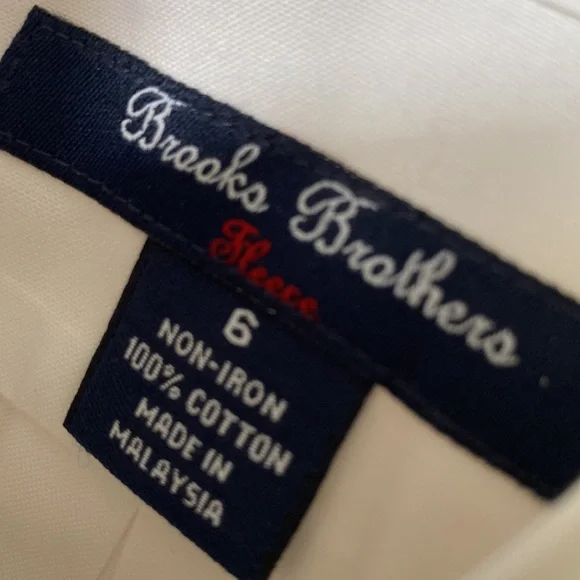 Brooks Brothers
Fleece
6
NON-IRON
100% COTTON
MADE IN
MALAYSIA